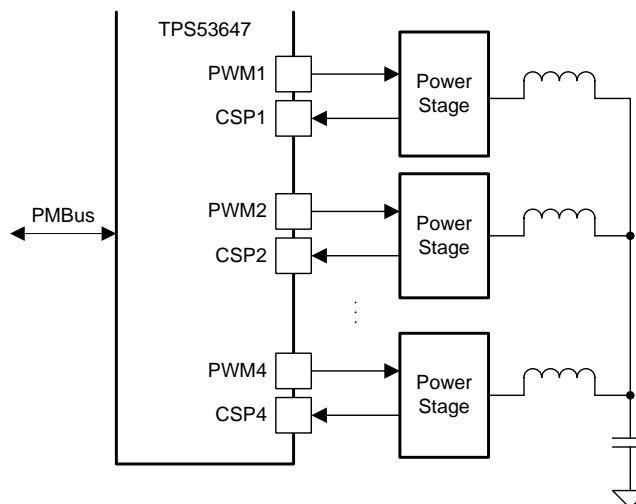 TPS53647
PWM1
CSP1
Power
Stage
PWM2
CSP2
Power
Stage
PMBus
PWM4
CSP4
Power
Stage